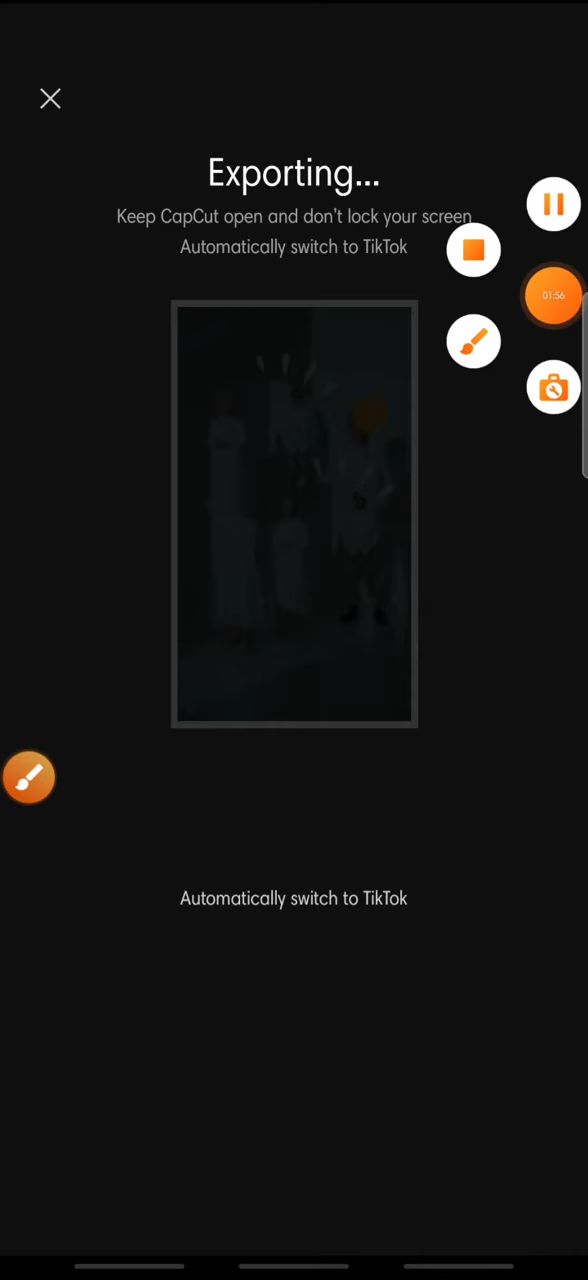 Exporting...
Keep CapCut open and don't lock your screen
Automatically switch to TikTok
01:56
Automatically switch to TikTok